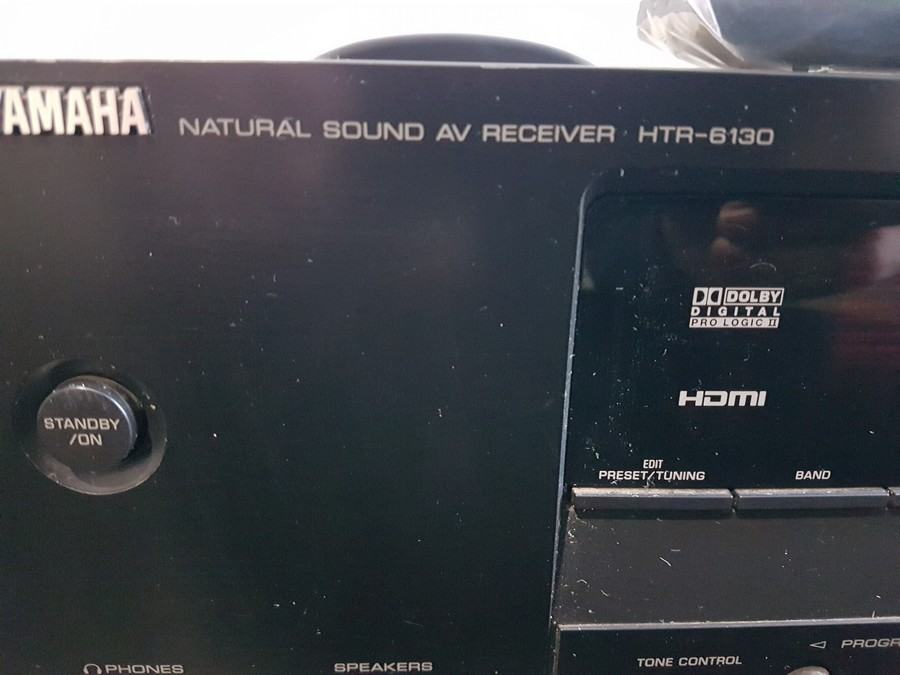 YAMAHA NATURAL SOUND AV RECEIVER HTR-6130
DOLBY
DIGITAL
PRO LOGIC II
HDMI
STANDBY
/ON
EDIT
PRESET/TUNING BAND
PHONES SPEAKERS TONE CONTROL ◁ PROGR